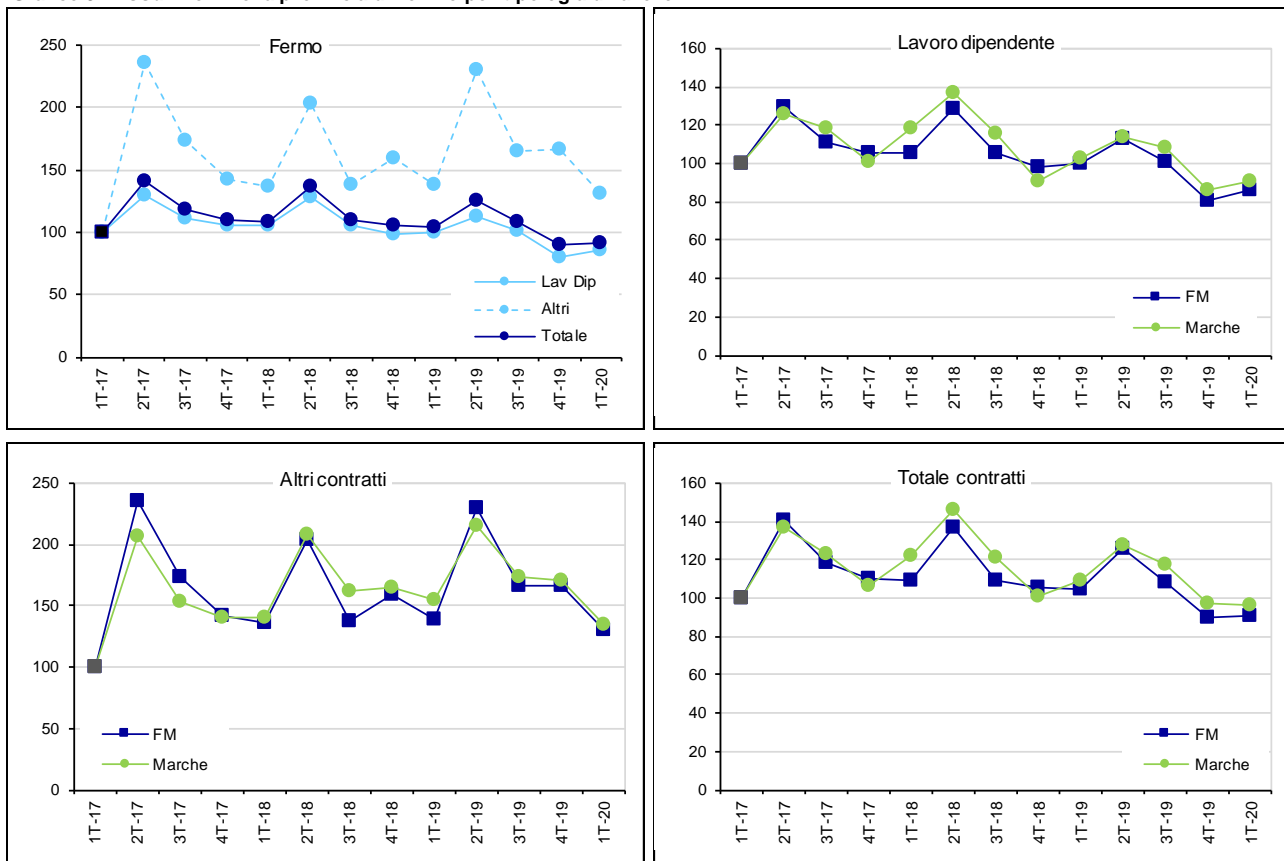 Fermo
250
200
150
100
50
0
Lav Dip
Altri
Totale
1T-17
2T-17
3T-17
4T-17
1T-18
2T-18
3T-18
4T-18
1T-19
2T-19
3T-19
4T-19
1T-20
Lavoro dipendente
160
140
120
100
80
60
40
20
0
FM
Marche
1T-17
2T-17
3T-17
4T-17
1T-18
2T-18
3T-18
4T-18
1T-19
2T-19
3T-19
4T-19
1T-20
Altri contratti
250
200
150
100
50
0
FM
Marche
1T-17
2T-17
3T-17
4T-17
1T-18
2T-18
3T-18
4T-18
1T-19
2T-19
3T-19
4T-19
1T-20
Totale contratti
160
140
120
100
80
60
40
20
0
FM
Marche
1T-17
2T-17
3T-17
4T-17
1T-18
2T-18
3T-18
4T-18
1T-19
2T-19
3T-19
4T-19
1T-20